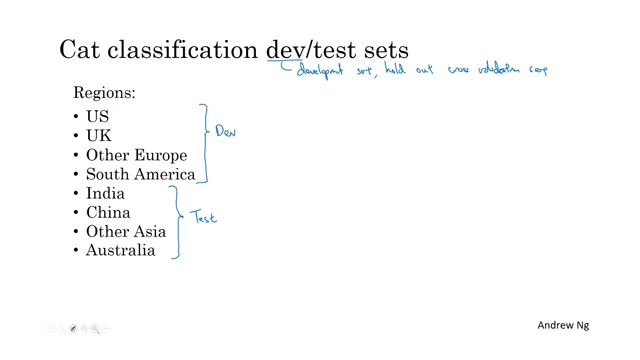 Cat classification dev/test sets
development set, hold out cross validation set
Regions:
• US
• UK
• Other Europe
• South America
Dev
• India
• China
• Other Asia
• Australia
Test
Andrew Ng